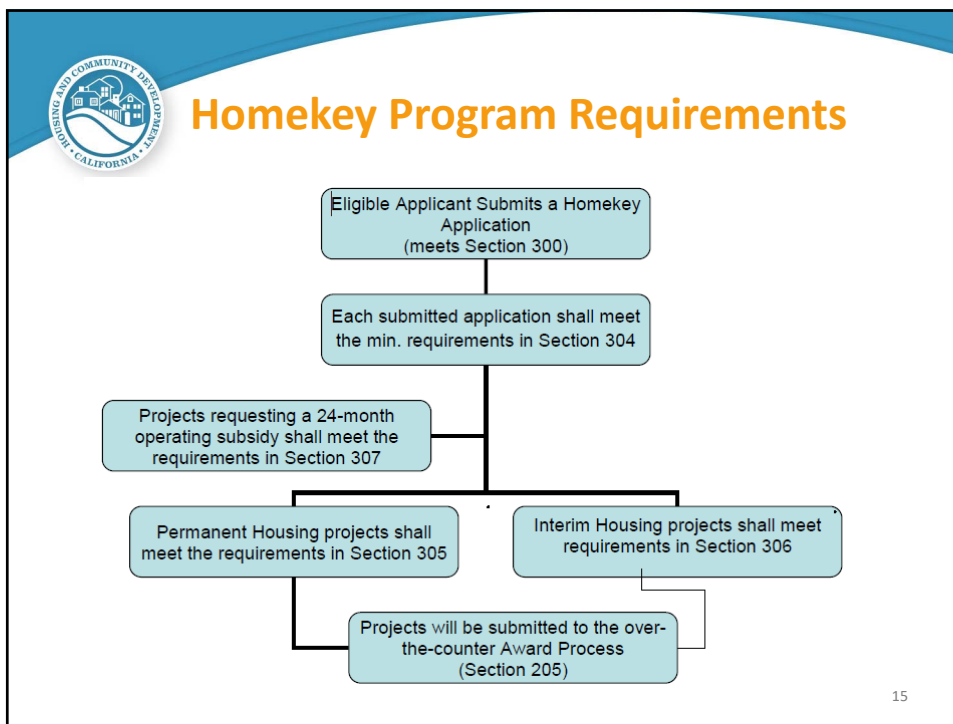 HOUSING AND COMMUNITY DEVELOPMENT
• CALIFORNIA •
Homekey Program Requirements
Eligible Applicant Submits a Homekey
Application
(meets Section 300)
Each submitted application shall meet
the min. requirements in Section 304
Projects requesting a 24-month
operating subsidy shall meet the
requirements in Section 307
Permanent Housing projects shall
meet the requirements in Section 305
Interim Housing projects shall meet
requirements in Section 306
Projects will be submitted to the over-
the-counter Award Process
(Section 205)
15